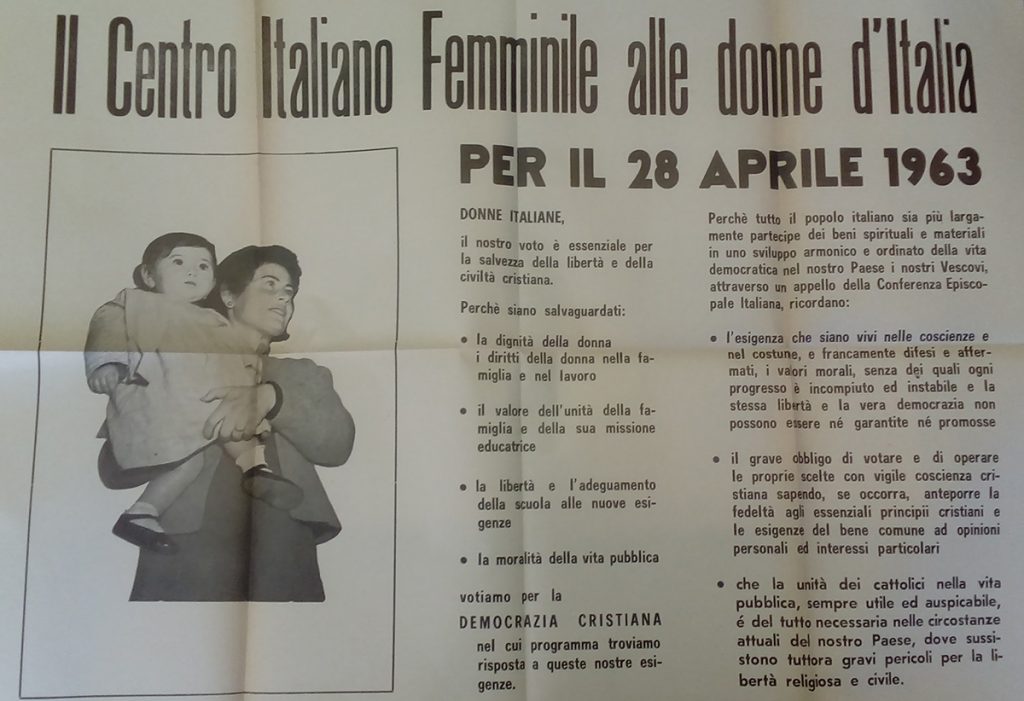 Il Centro Italiano Femminile alle donne d'Italia
PER IL 28 APRILE 1963
DONNE ITALIANE,
il nostro voto è essenziale per
la salvezza della libertà e della
civiltà cristiana.
Perchè siano salvaguardati:
• la dignità della donna
i diritti della donna nella fa-
miglia e nel lavoro
• il valore dell'unità della fa-
miglia e della sua missione
educatrice
• la libertà e l'adeguamento
della scuola alle nuove esi-
genze
• la moralità della vita pubblica
votiamo per la
DEMOCRAZIA CRISTIANA
nel cui programma troviamo
risposta a queste nostre esi-
genze.
Perchè tutto il popolo italiano sia più larga-
mente partecipe dei beni spirituali e materiali
in uno sviluppo armonico e ordinato della vita
democratica nel nostro Paese i nostri Vescovi,
attraverso un appello della Conferenza Episco-
pale Italiana, ricordano:
• l'esigenza che siano vivi nelle coscienze e
nel costune, e francamente difesi e affer-
mati, i valori morali, senza dei quali ogni
progresso è incompiuto ed instabile e la
stessa libertà e la vera democrazia non
possono essere né garantite né promosse
• il grave obbligo di votare e di operare
le proprie scelte con vigile coscienza cri-
stiana sapendo, se occorra, anteporre la
fedeltà agli essenziali principii cristiani e
le esigenze del bene comune ad opinioni
personali ed interessi particolari
• che la unità dei cattolici nella vita
pubblica, sempre utile ed auspicabile,
é del tutto necessaria nelle circostanze
attuali del nostro Paese, dove sussi-
stono tuttora gravi pericoli per la li-
bertà religiosa e civile.